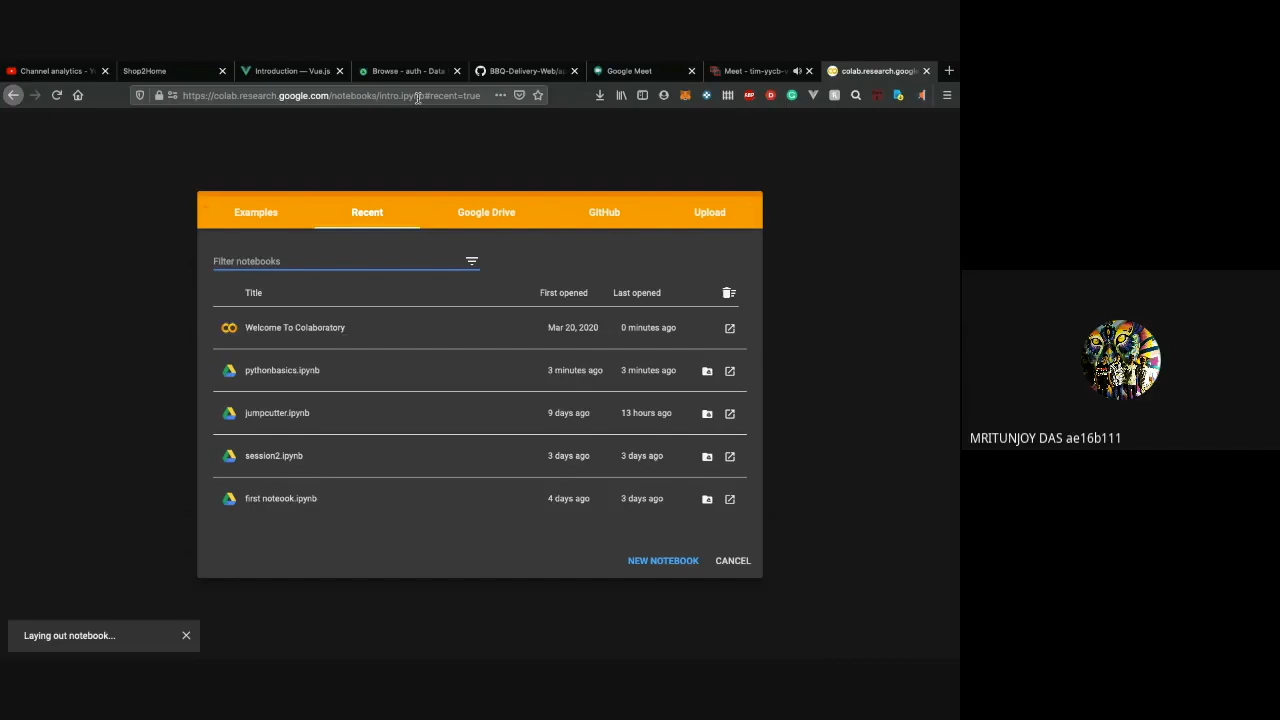 Channel analytics - Y
Shop2Home
Introduction — Vue.js
Browse - auth - Data
BBQ-Delivery-Web/ap
Google Meet
Meet - tim-yycb-v
colab.research.google
https://colab.research.google.com/notebooks/intro.ipynb#recent=true
Examples
Recent
Google Drive
GitHub
Upload
Filter notebooks
Title First opened Last opened
Welcome To Colaboratory Mar 20, 2020 0 minutes ago
pythonbasics.ipynb 3 minutes ago 3 minutes ago
jumpcutter.ipynb 9 days ago 13 hours ago
session2.ipynb 3 days ago 3 days ago
first noteook.ipynb 4 days ago 3 days ago
NEW NOTEBOOK CANCEL
Laying out notebook...
MRITUNJOY DAS ae16b111